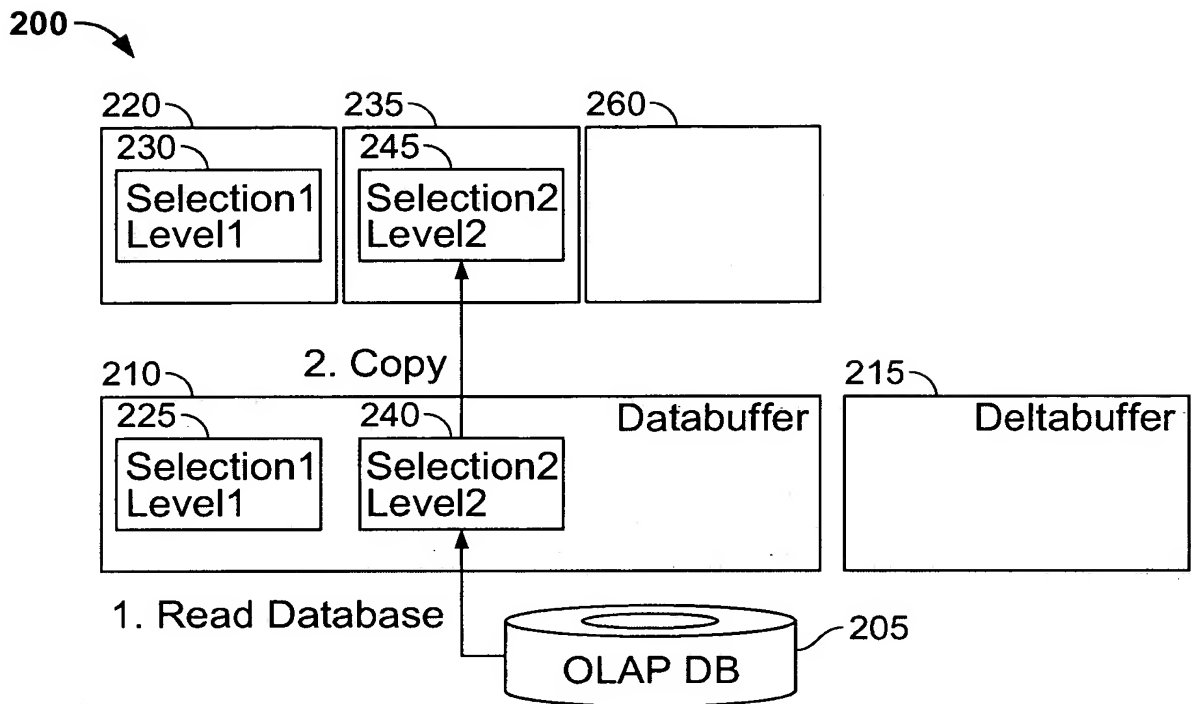 200
220
235
260
230
245
Selection1
Level1
Selection2
Level2
2. Copy
210
215
225
240
Databuffer
Deltabuffer
Selection1
Level1
Selection2
Level2
1. Read Database
205
OLAP DB